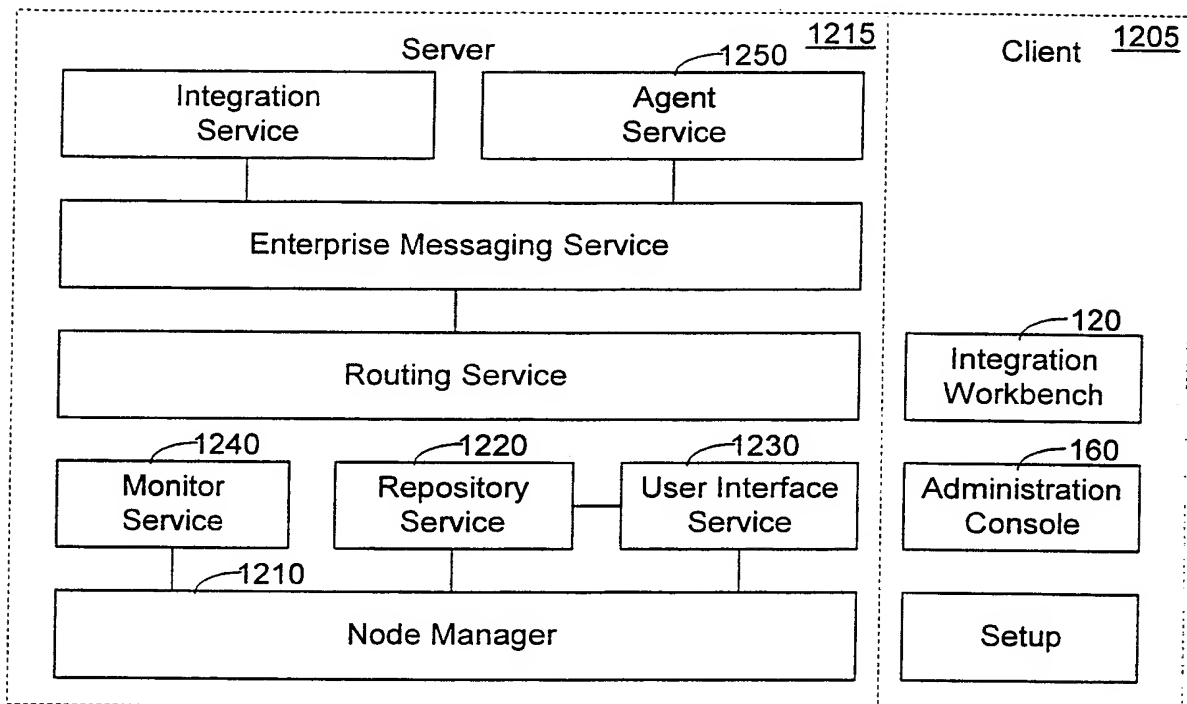 Server
1215
Client
1205
Integration
Service
1250
Agent
Service
Enterprise Messaging Service
Routing Service
120
Integration
Workbench
1240
Monitor
Service
1220
Repository
Service
1230
User Interface
Service
160
Administration
Console
1210
Node Manager
Setup